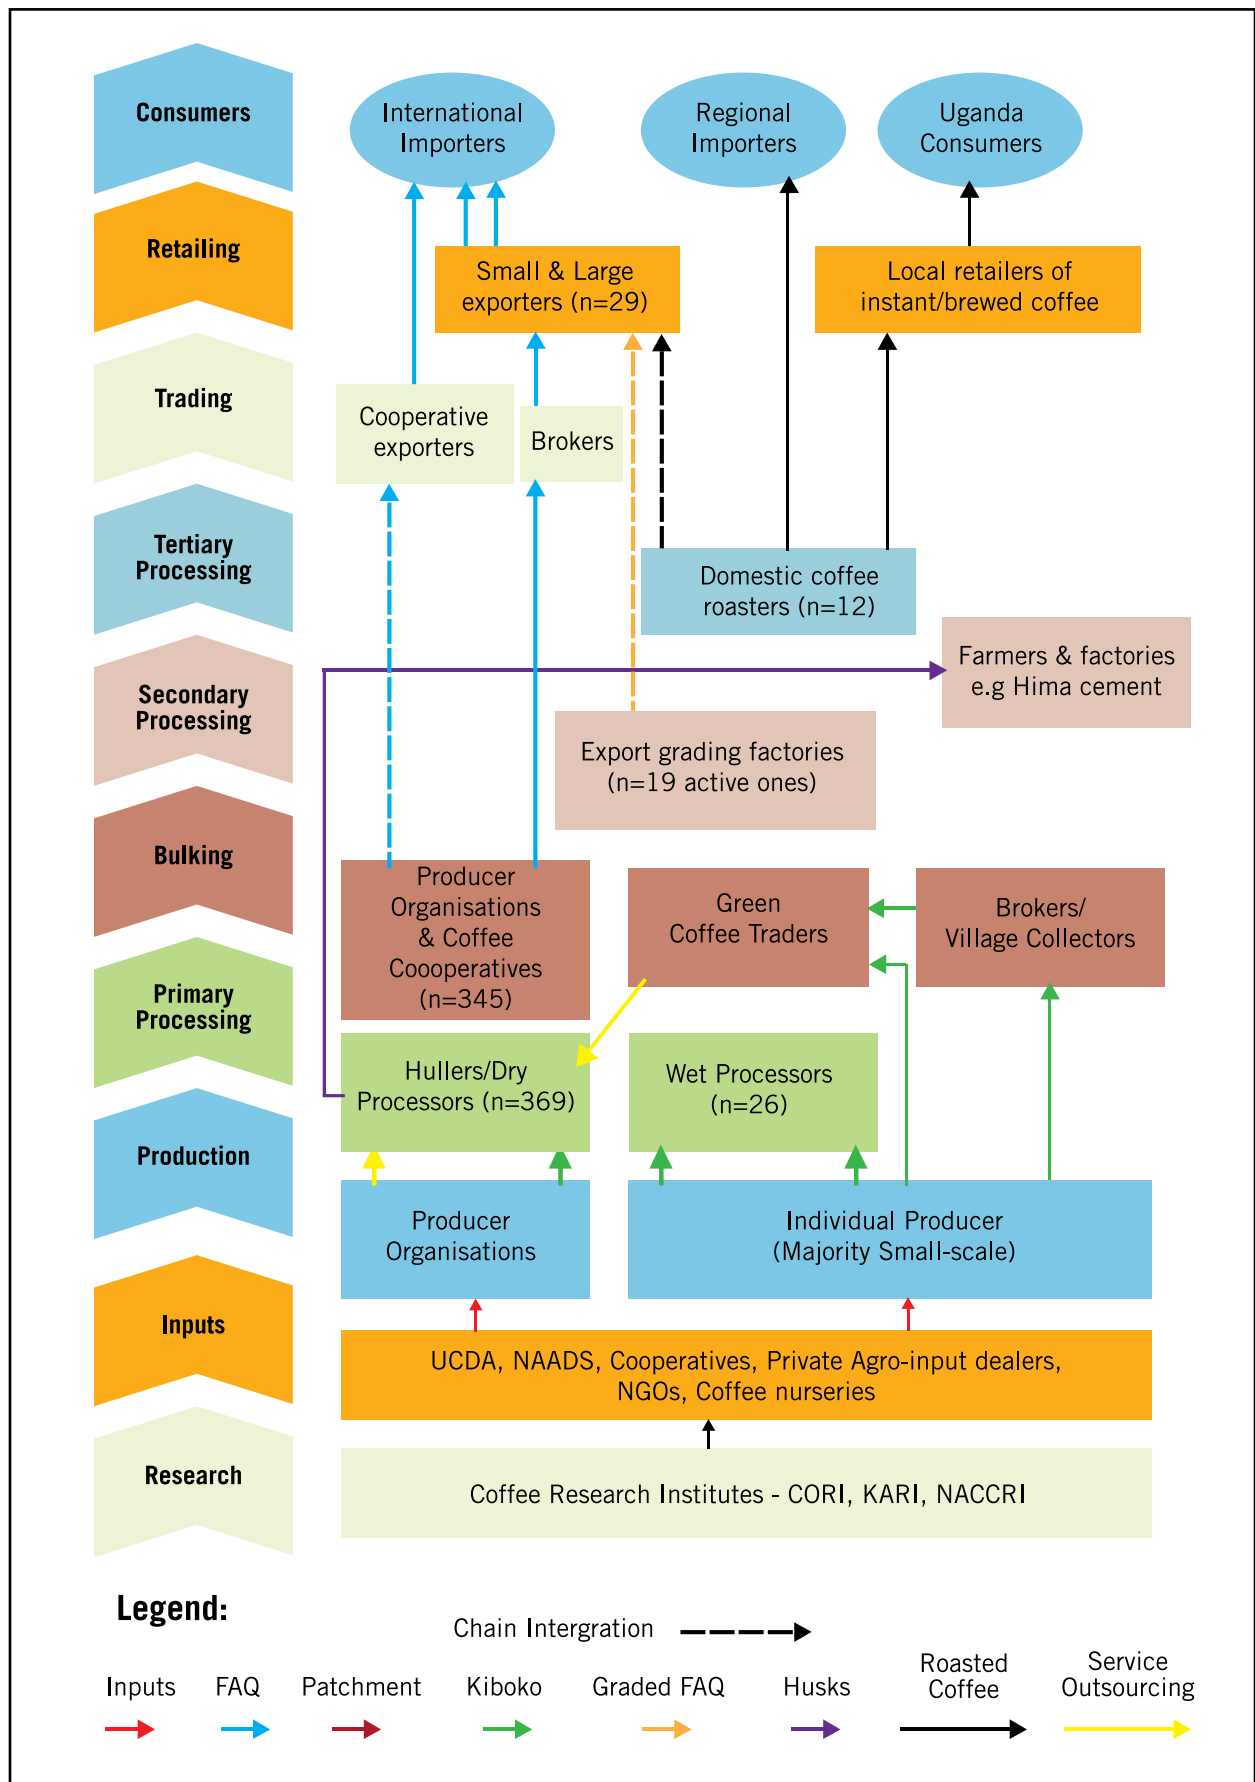 Consumers
International
Importers
Regional
Importers
Uganda
Consumers
Retailing
Small & Large
exporters (n=29)
Local retailers of
instant/brewed coffee
Trading
Cooperative
exporters
Brokers
Tertiary
Processing
Domestic coffee
roasters (n=12)
Secondary
Processing
Farmers & factories
e.g Hima cement
Export grading factories
(n=19 active ones)
Bulking
Producer
Organisations
& Coffee
Coooperatives
(n=345)
Green
Coffee Traders
Brokers/
Village Collectors
Primary
Processing
Hullers/Dry
Processors (n=369)
Wet Processors
(n=26)
Production
Producer
Organisations
Individual Producer
(Majority Small-scale)
Inputs
UCDA, NAADS, Cooperatives, Private Agro-input dealers,
NGOs, Coffee nurseries
Research
Coffee Research Institutes - CORI, KARI, NACCRI
Legend:
Chain Intergration
Inputs
FAQ
Patchment
Kiboko
Graded FAQ
Husks
Roasted
Coffee
Service
Outsourcing